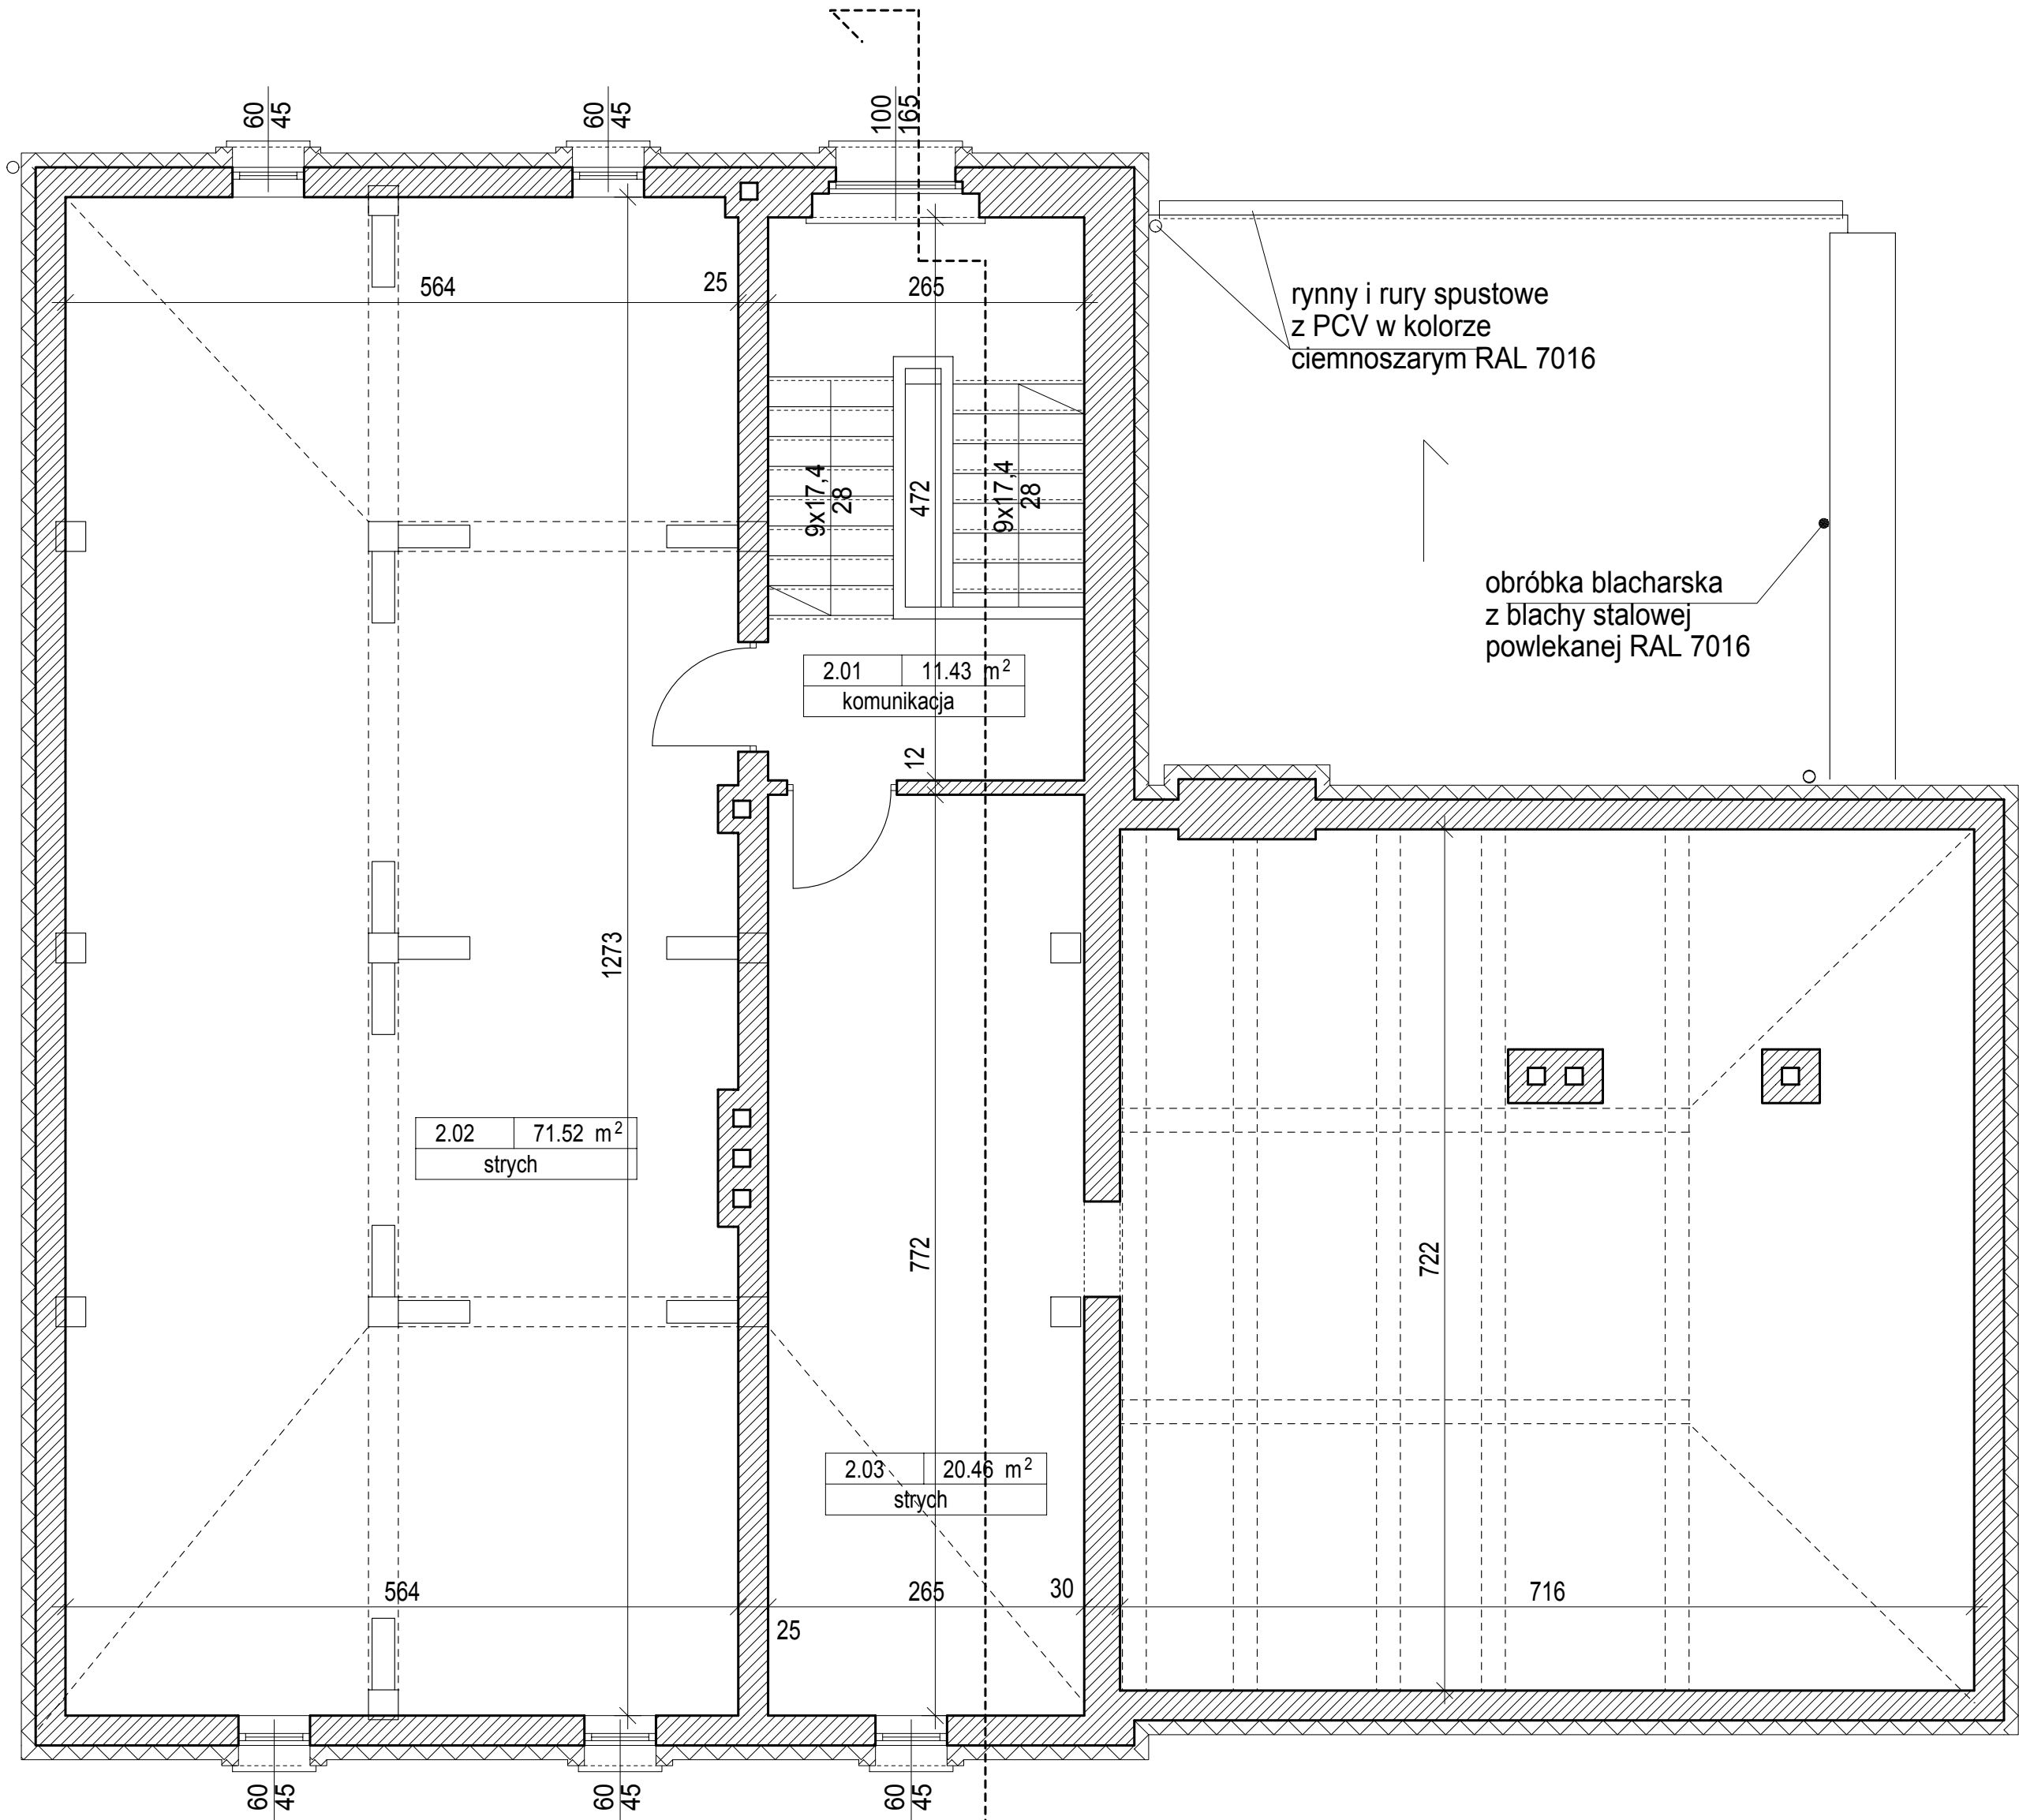 60
45
60
45
100
165
564
25
265
rynny i rury spustowe
z PCV w kolorze
ciemnoszarym RAL 7016
9x17,4
28
472
9x17,4
28
obróbka blacharska
z blachy stalowej
powlekanej RAL 7016
2.01 11.43 m²
komunikacja
12
1273
2.02 71.52 m²
strych
772
722
2.03 20.46 m²
strych
564
265
30
716
25
60
45
60
45
60
45